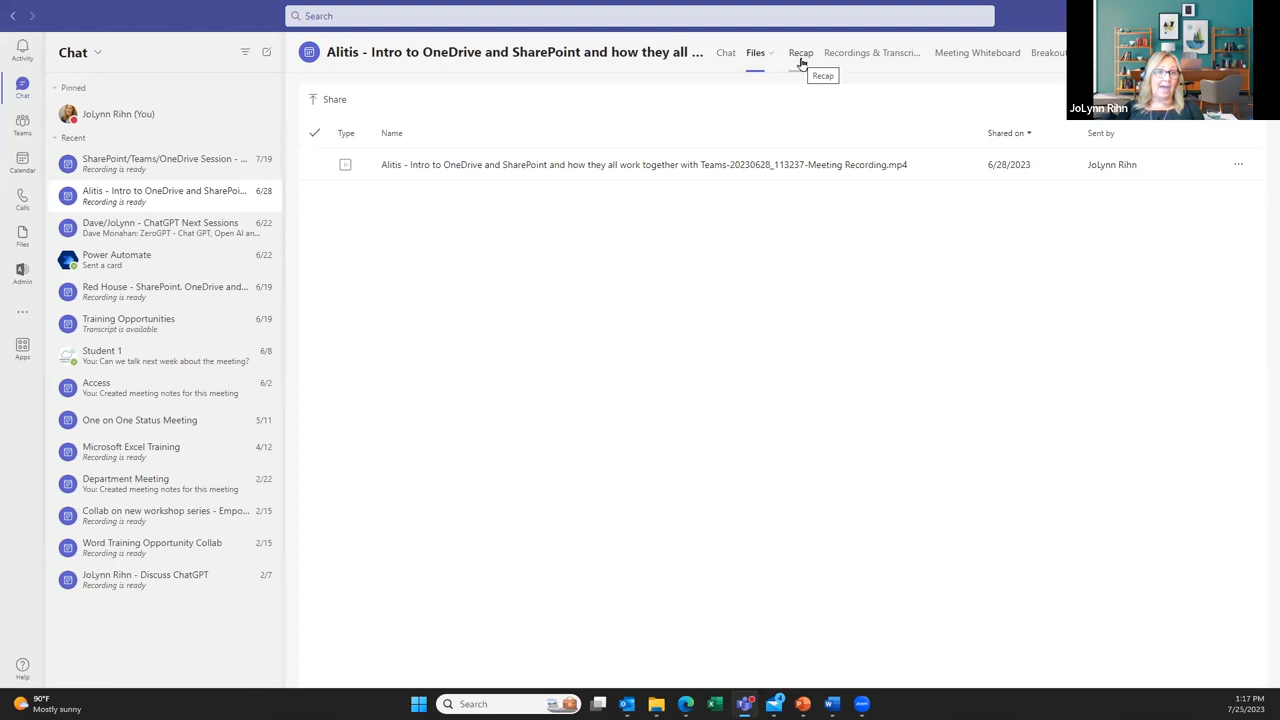 Search
Activity
Chat
Teams
Calendar
Calls
Files
Admin
Apps
Help
Chat
Pinned
JoLynn Rihn (You)
Recent
SharePoint/Teams/OneDrive Session - ... 7/19
Recording is ready
Alitis - Intro to OneDrive and SharePoi... 6/28
Recording is ready
Dave/JoLynn - ChatGPT Next Sessions 6/22
Dave Monahan: ZeroGPT - Chat GPT, Open AI an...
Power Automate 6/22
Sent a card
Red House - SharePoint, OneDrive and... 6/19
Recording is ready
Training Opportunities 6/19
Transcript is available
Student 1 6/8
You: Can we talk next week about the meeting?
Access 6/2
You: Created meeting notes for this meeting
One on One Status Meeting 5/11
Microsoft Excel Training 4/12
Recording is ready
Department Meeting 2/22
You: Created meeting notes for this meeting
Collab on new workshop series - Empo... 2/15
Recording is ready
Word Training Opportunity Collab 2/15
Recording is ready
JoLynn Rihn - Discuss ChatGPT 2/7
Recording is ready
Alitis - Intro to OneDrive and SharePoint and how they all ... Chat Files Recap Recordings & Transcri... Meeting Whiteboard Breakou
Recap
JoLynn Rihn
Share
Type Name Shared on Sent by
Alitis - Intro to OneDrive and SharePoint and how they all work together with Teams-20230628_113237-Meeting Recording.mp4 6/28/2023 JoLynn Rihn ...
90°F
Mostly sunny
Search
4
zoom
1:17 PM
7/25/2023